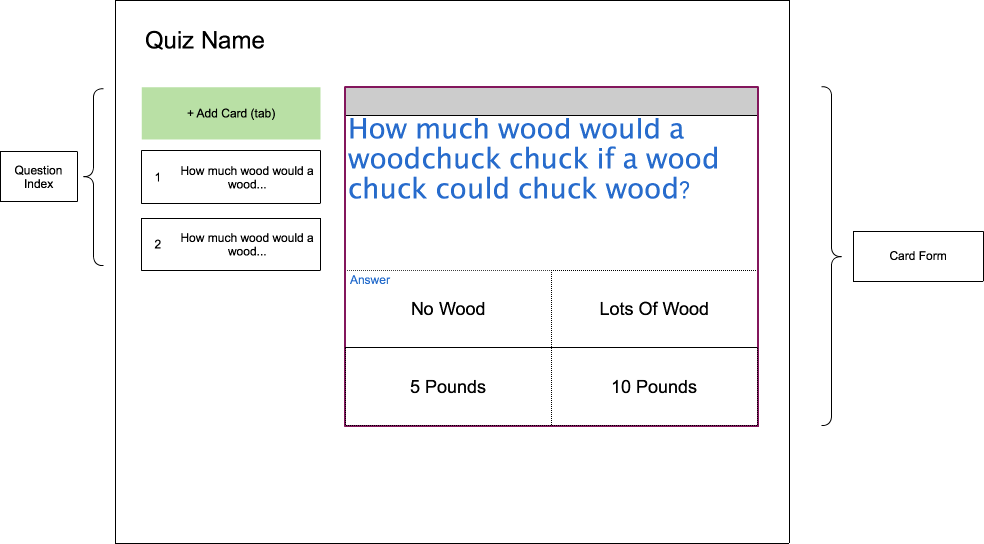 Quiz Name
+ Add Card (tab)
Question
Index
1
How much wood would a
wood...
2
How much wood would a
wood...
How much wood would a
woodchuck chuck if a wood
chuck could chuck wood?
Answer
No Wood
Lots Of Wood
5 Pounds
10 Pounds
Card Form